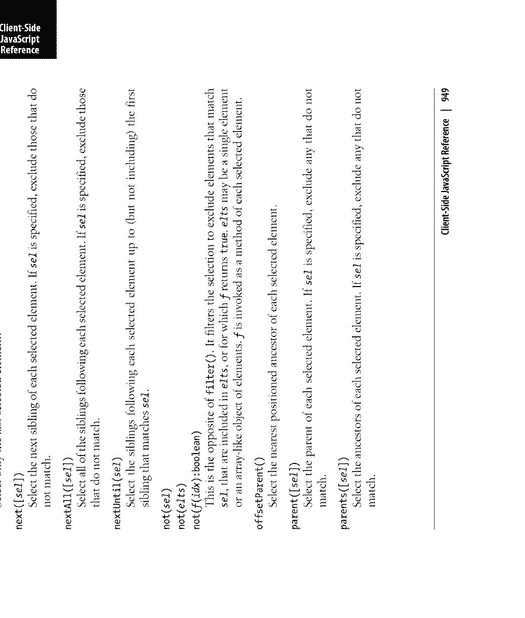 Client-Side
JavaScript
Reference
next([sel])
Select the next sibling of each selected element. If sel is specified, exclude those that do
not match.
nextAll([sel])
Select all of the siblings following each selected element. If sel is specified, exclude those
that do not match.
nextUntil(sel)
Select the siblings following each selected element up to (but not including) the first
sibling that matches sel.
not(sel)
not(elts)
not(f(idx):boolean)
This is the opposite of filter(). It filters the selection to exclude elements that match
sel, that are included in elts, or for which f returns true. elts may be a single element
or an array-like object of elements. f is invoked as a method of each selected element.
offsetParent()
Select the nearest positioned ancestor of each selected element.
parent([sel])
Select the parent of each selected element. If sel is specified, exclude any that do not
match.
parents([sel])
Select the ancestors of each selected element. If sel is specified, exclude any that do not
match.
Client-Side JavaScript Reference | 949